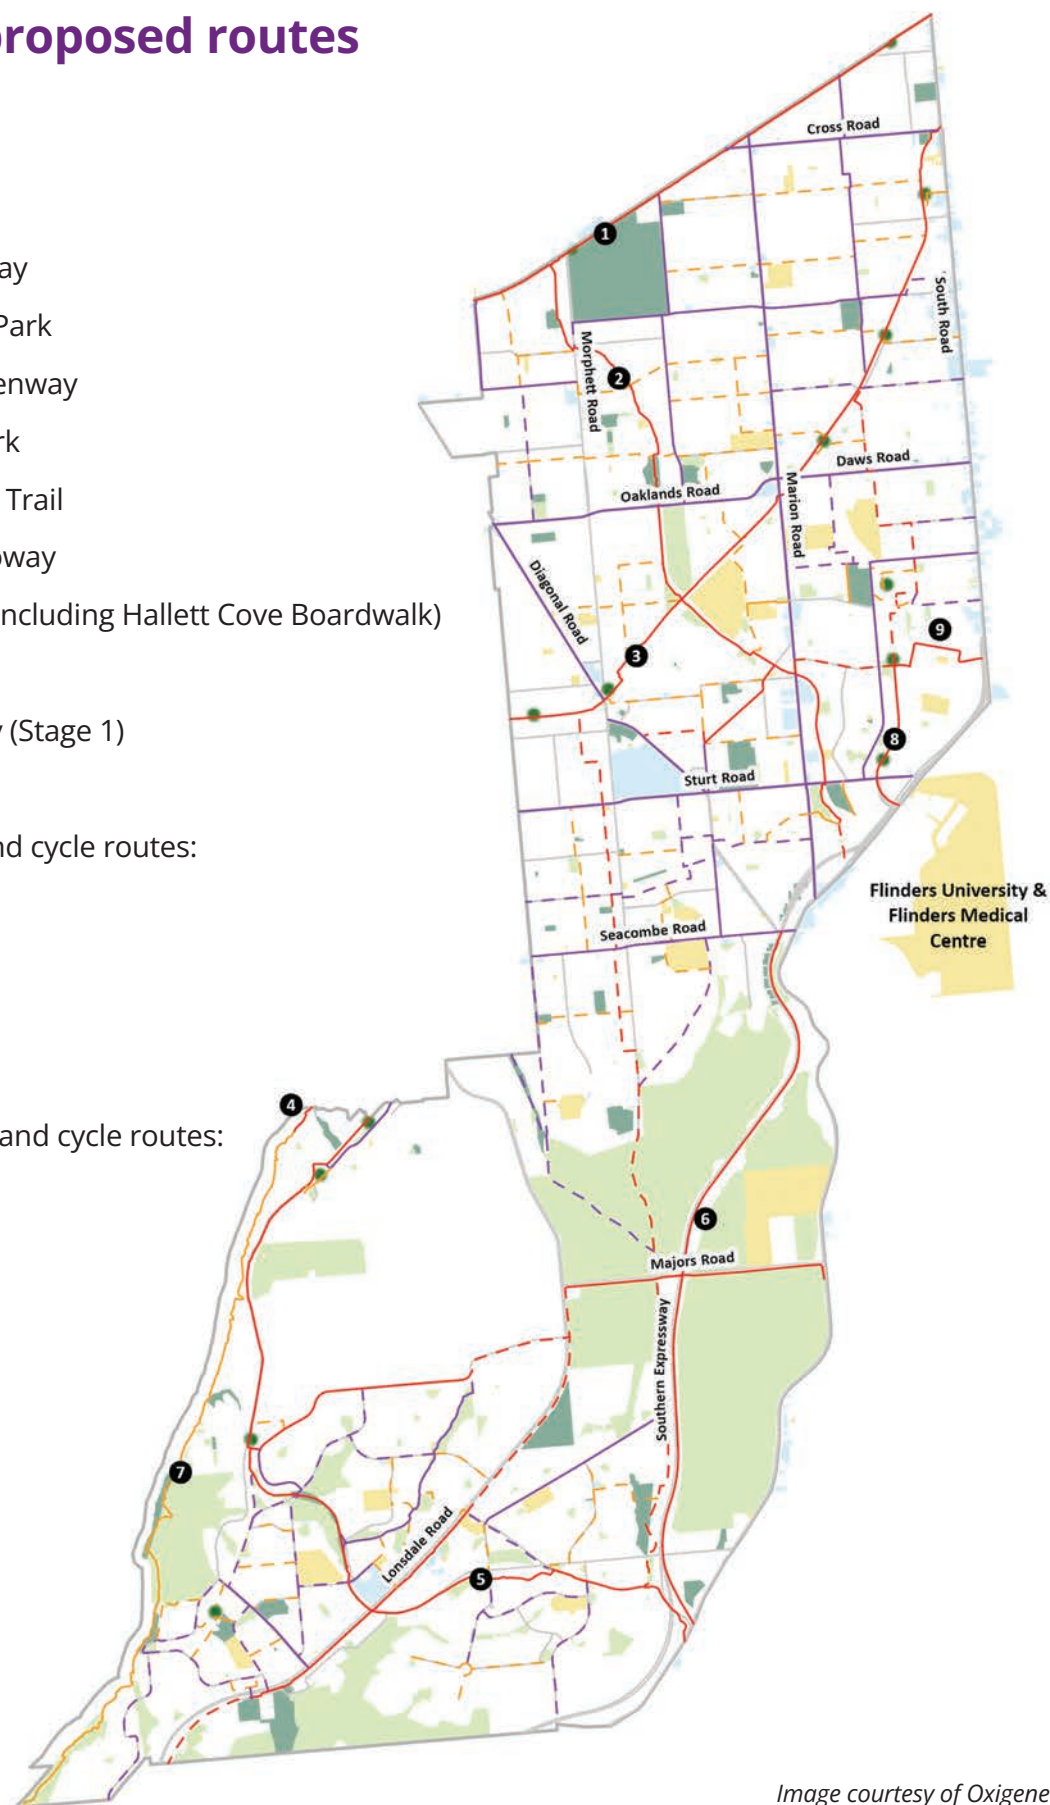 proposed routes
ay
Park
enway
rk
Trail
way
including Hallett Cove Boardwalk)
(Stage 1)
nd cycle routes:
and cycle routes:
Cross Road
1
South Road
Morphett Road
2
Daws Road
Oaklands Road
Marion Road
Diagonal Road
9
3
8
Sturt Road
Flinders University &
Flinders Medical
Centre
Seacombe Road
4
6
Majors Road
Southern Expressway
7
Lonsdale Road
5
Image courtesy of Oxigene